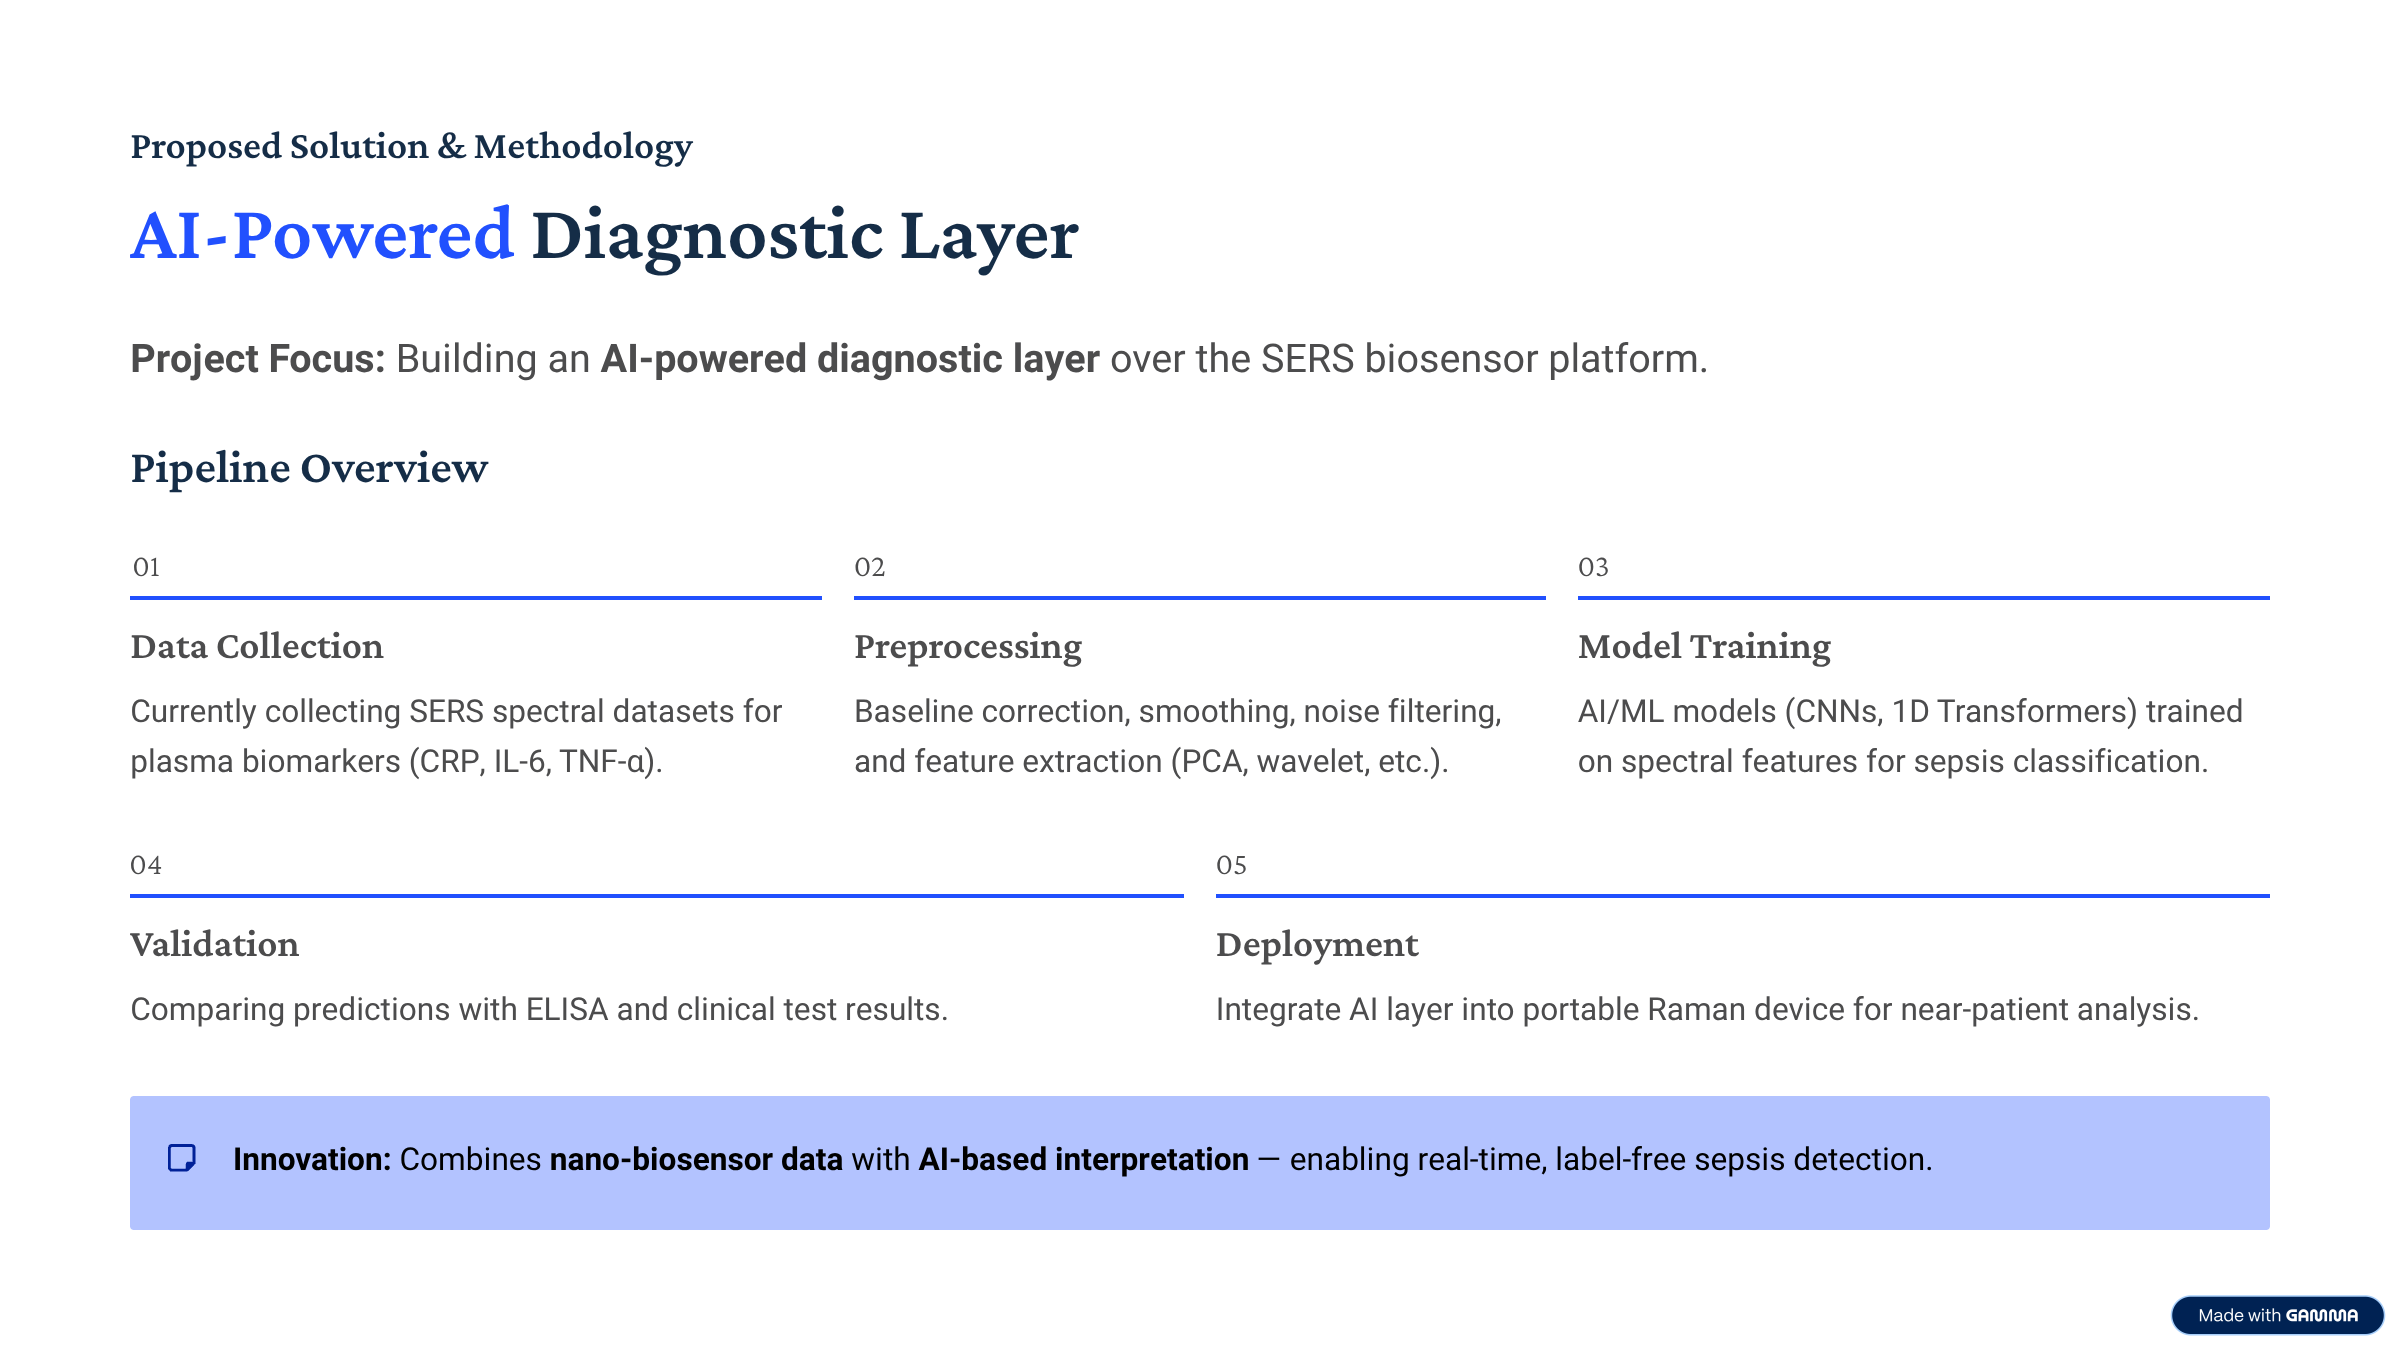 Proposed Solution & Methodology
AI-Powered Diagnostic Layer
Project Focus: Building an AI-powered diagnostic layer over the SERS biosensor platform.
Pipeline Overview
01
Data Collection
Currently collecting SERS spectral datasets for
plasma biomarkers (CRP, IL-6, TNF-α).
02
Preprocessing
Baseline correction, smoothing, noise filtering,
and feature extraction (PCA, wavelet, etc.).
03
Model Training
AI/ML models (CNNs, 1D Transformers) trained
on spectral features for sepsis classification.
04
Validation
Comparing predictions with ELISA and clinical test results.
05
Deployment
Integrate AI layer into portable Raman device for near-patient analysis.
Innovation: Combines nano-biosensor data with AI-based interpretation — enabling real-time, label-free sepsis detection.
Made with GAMMA